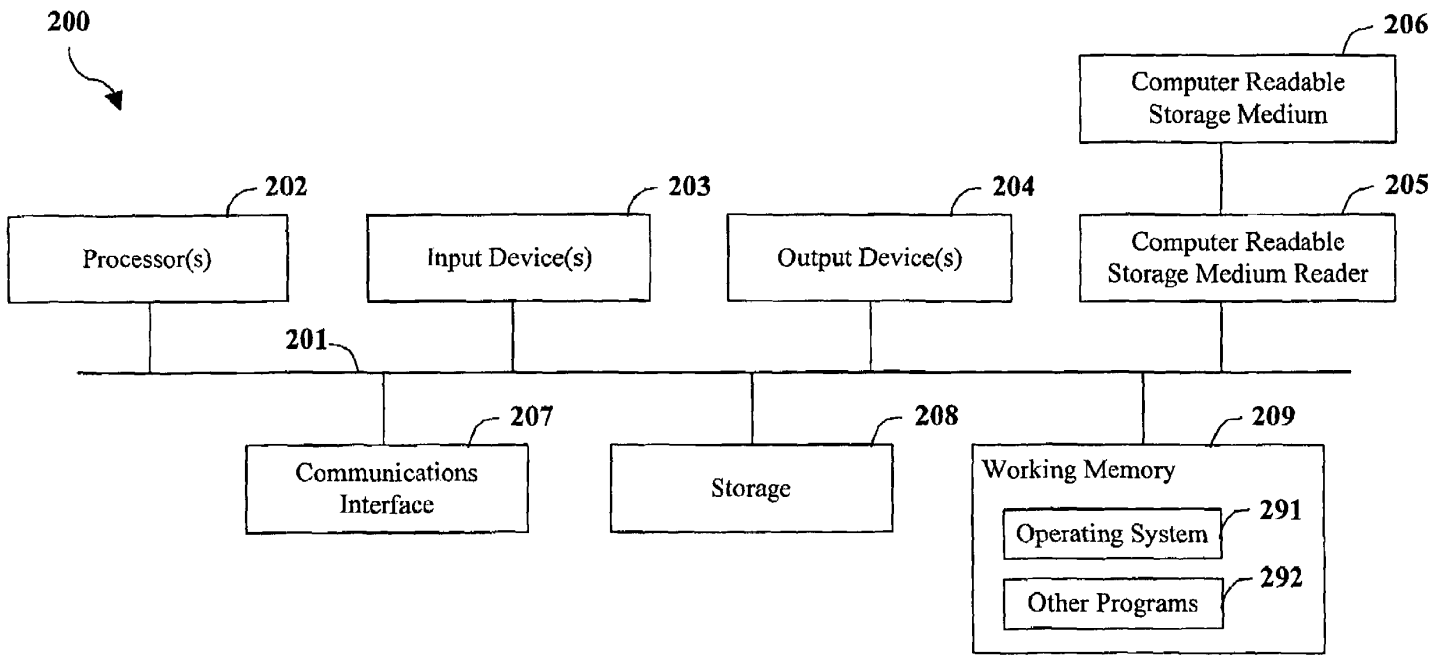 200
206
Computer Readable
Storage Medium
202
203
204
205
Processor(s)
Input Device(s)
Output Device(s)
Computer Readable
Storage Medium Reader
201
207
208
209
Communications
Interface
Storage
Working Memory
291
Operating System
292
Other Programs